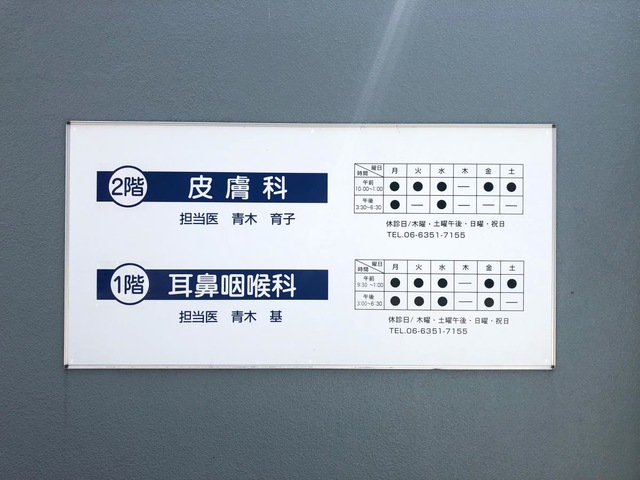 2階 皮膚科
担当医 青木 育子
曜日 時間 月 火 水 木 金 土
午前 10:00~1:00 ● ● ● — ● ●
午後 3:30~6:30 ● — ● — — —
休診日/木曜・土曜午後・日曜・祝日
TEL.06-6351-7155
1階 耳鼻咽喉科
担当医 青木 基
曜日 時間 月 火 水 木 金 土
午前 9:30~1:00 ● ● ● — ● ●
午後 3:00~6:30 ● ● ● — ● —
休診日/木曜・土曜午後・日曜・祝日
TEL.06-6351-7155